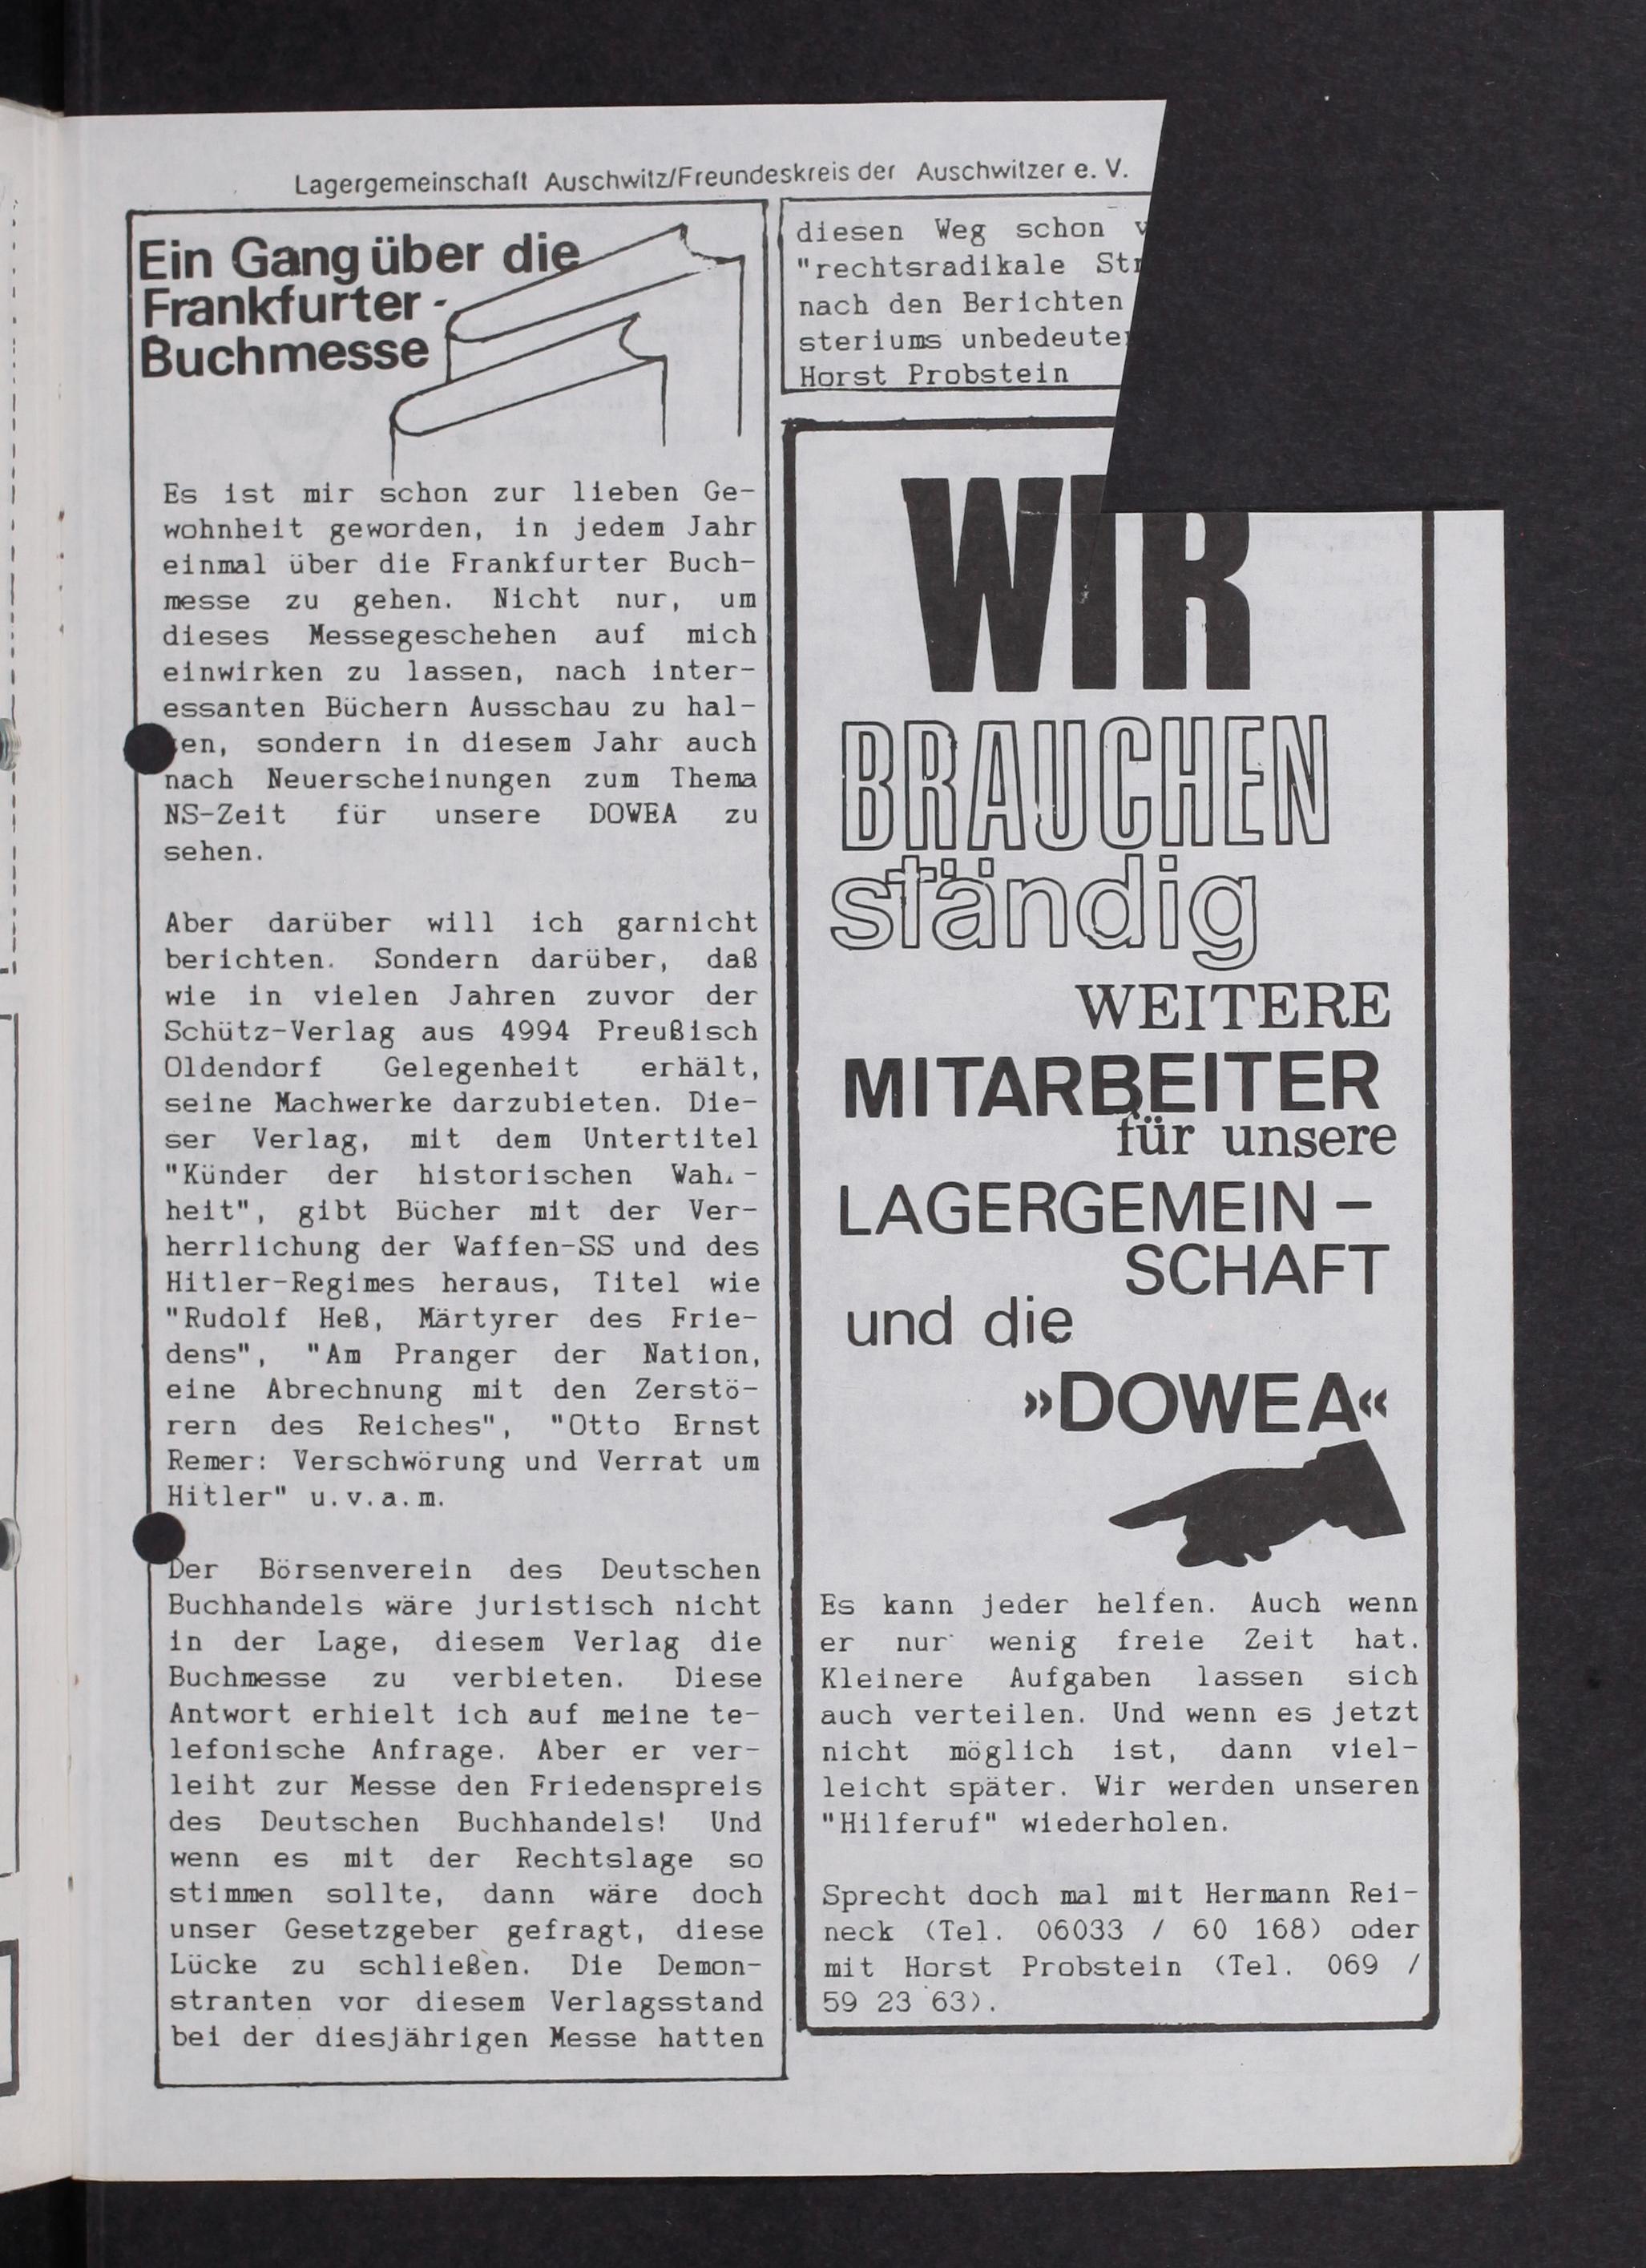 Lagergemeinschaft Auschwitz/Freundeskreis der Auschwitzer e. V.
Ein Gang über die
Frankfurter-
Buchmesse
Es ist mir schon zur lieben Ge-
wohnheit geworden, in jedem Jahr
einmal über die Frankfurter Buch-
messe zu gehen. Nicht nur, um
dieses Messegeschehen auf mich
einwirken zu lassen, nach inter-
essanten Büchern Ausschau zu hal-
en, sondern in diesem Jahr auch
nach Neuerscheinungen zum Thema
NS-Zeit für unsere DOWEA zu
sehen.
Aber darüber will ich garnicht
berichten. Sondern darüber, daß
wie in vielen Jahren zuvor der
Schütz-Verlag aus 4994 Preußisch
Oldendorf Gelegenheit erhält,
seine Machwerke darzubieten. Die-
ser Verlag, mit dem Untertitel
"Künder der historischen Wah.-
heit", gibt Bücher mit der Ver-
herrlichung der Waffen-SS und des
Hitler-Regimes heraus, Titel wie
"Rudolf Heß, Märtyrer des Frie-
dens", "Am Pranger der Nation,
eine Abrechnung mit den Zerstö-
rern des Reiches", "Otto Ernst
Remer: Verschwörung und Verrat um
Hitler" u.v.a.m.
Der Börsenverein des Deutschen
Buchhandels wäre juristisch nicht
in der Lage, diesem Verlag die
Buchmesse zu verbieten. Diese
Antwort erhielt ich auf meine te-
lefonische Anfrage. Aber er ver-
leiht zur Messe den Friedenspreis
des Deutschen Buchhandels! Und
wenn es mit der Rechtslage so
stimmen sollte, dann wäre doch
unser Gesetzgeber gefragt, diese
Lücke zu schließen. Die Demon-
stranten vor diesem Verlagsstand
bei der diesjährigen Messe hatten
diesen Weg schon
"rechtsradikale
nach den Berichten
steriums
Horst Probstein
WIR
BRAUCHEN
ständig
WEITERE
MITARBEITER
für unsere
LAGERGEMEIN-
SCHAFT
und die
»DOWEA«
Es kann jeder helfen. Auch wenn
er nur wenig freie Zeit hat.
Kleinere Aufgaben lassen sich
auch verteilen. Und wenn es jetzt
nicht möglich ist, dann viel-
leicht später. Wir werden unseren
"Hilferuf" wiederholen.
Sprecht doch mal mit Hermann Rei-
neck (Tel. 06033 / 60 168) oder
mit Horst Probstein (Tel. 069 /
59 23 63).